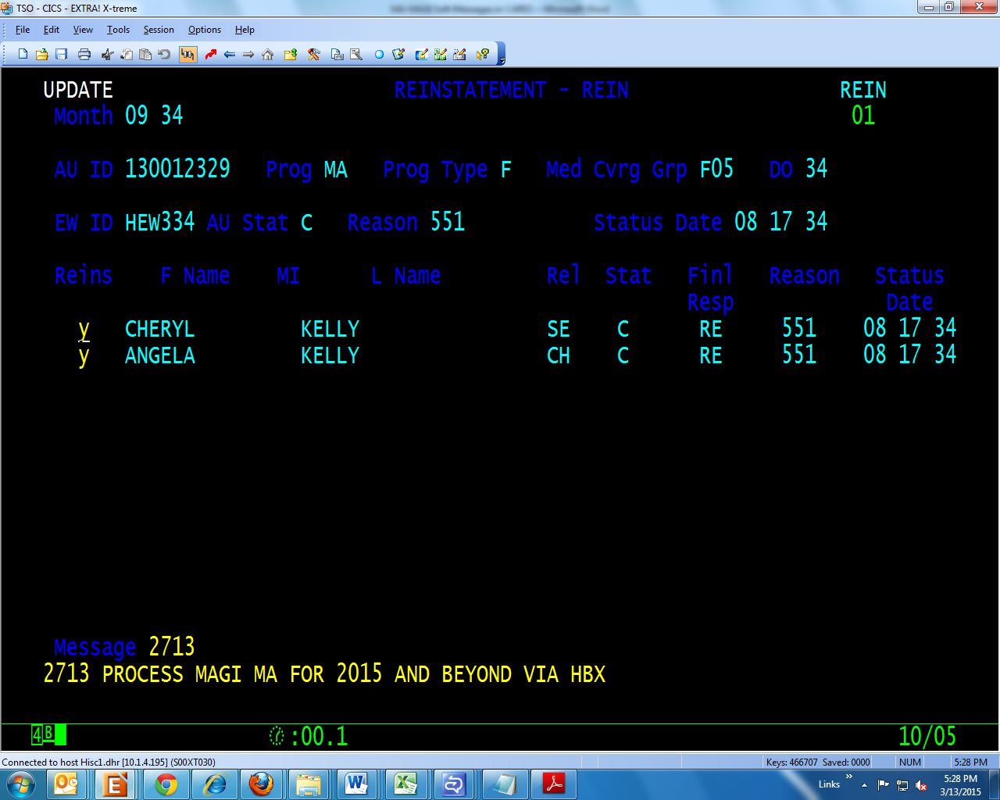 TSO - CICS - EXTRA! X-treme
File Edit View Tools Session Options Help
UPDATE REINSTATEMENT - REIN REIN
Month 09 34 01
AU ID 130012329 Prog MA Prog Type F Med Cvrg Grp F05 DO 34
EW ID HEW334 AU Stat C Reason 551 Status Date 08 17 34
Reins F Name MI L Name Rel Stat Finl Reason Status
Resp Date
y CHERYL KELLY SE C RE 551 08 17 34
y ANGELA KELLY CH C RE 551 08 17 34
Message 2713
2713 PROCESS MAGI MA FOR 2015 AND BEYOND VIA HBX
4B :00.1 10/05
Connected to host Hisc1.dhr [10.1.4.195] (S00XT030) Keys: 466707 Saved: 0000 NUM 5:28 PM
Links » 5:28 PM
3/13/2015